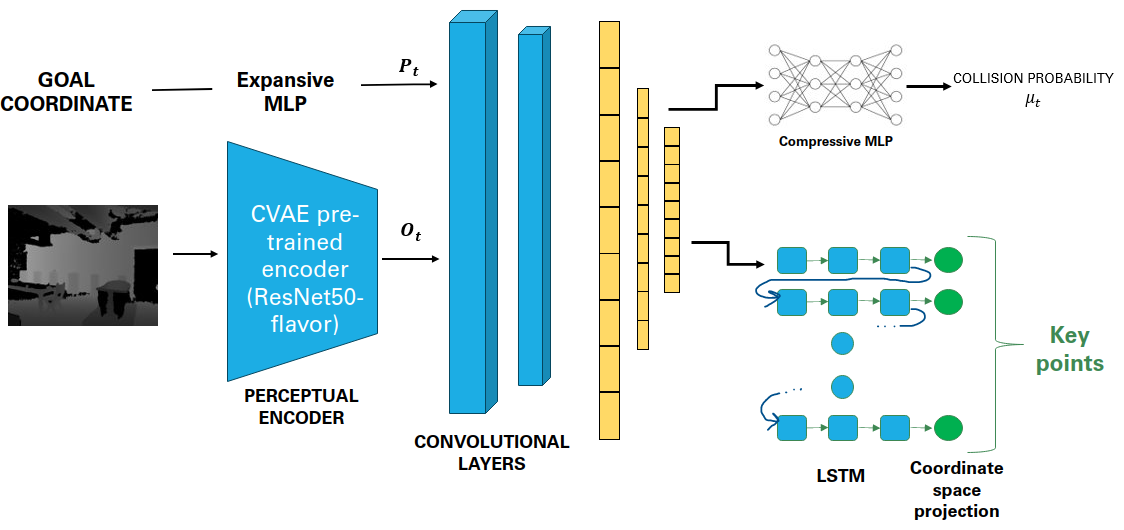 GOAL
COORDINATE
Expansive
MLP
P_t
CVAE pre-
trained
encoder
(ResNet50-
flavor)
O_t
PERCEPTUAL
ENCODER
CONVOLUTIONAL
LAYERS
Compressive MLP
COLLISION PROBABILITY
μ_t
Key
points
LSTM
Coordinate
space
projection